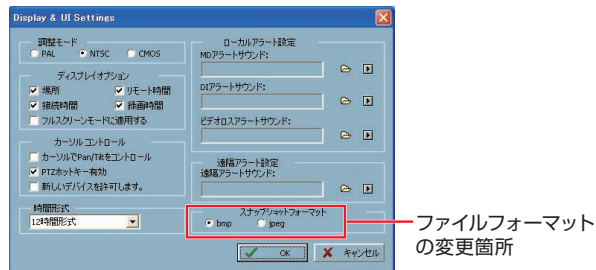 Display & UI Settings
調整モード
PAL NTSC CMOS
ディスプレイオプション
場所 リモート時間
接続時間 録画時間
フルスクリーンモードに適用する
カーソル コントロール
カーソルでPan/Tiltをコントロール
PTZホットキー有効
新しいデバイスを許可します。
時間形式
12時間形式
ローカルアラート設定
MDアラートサウンド:
DIアラートサウンド:
ビデオロスアラートサウンド:
遠隔アラート設定
遠隔アラートサウンド:
スナップショットフォーマット
bmp jpeg
OK キャンセル
ファイルフォーマット
の変更箇所